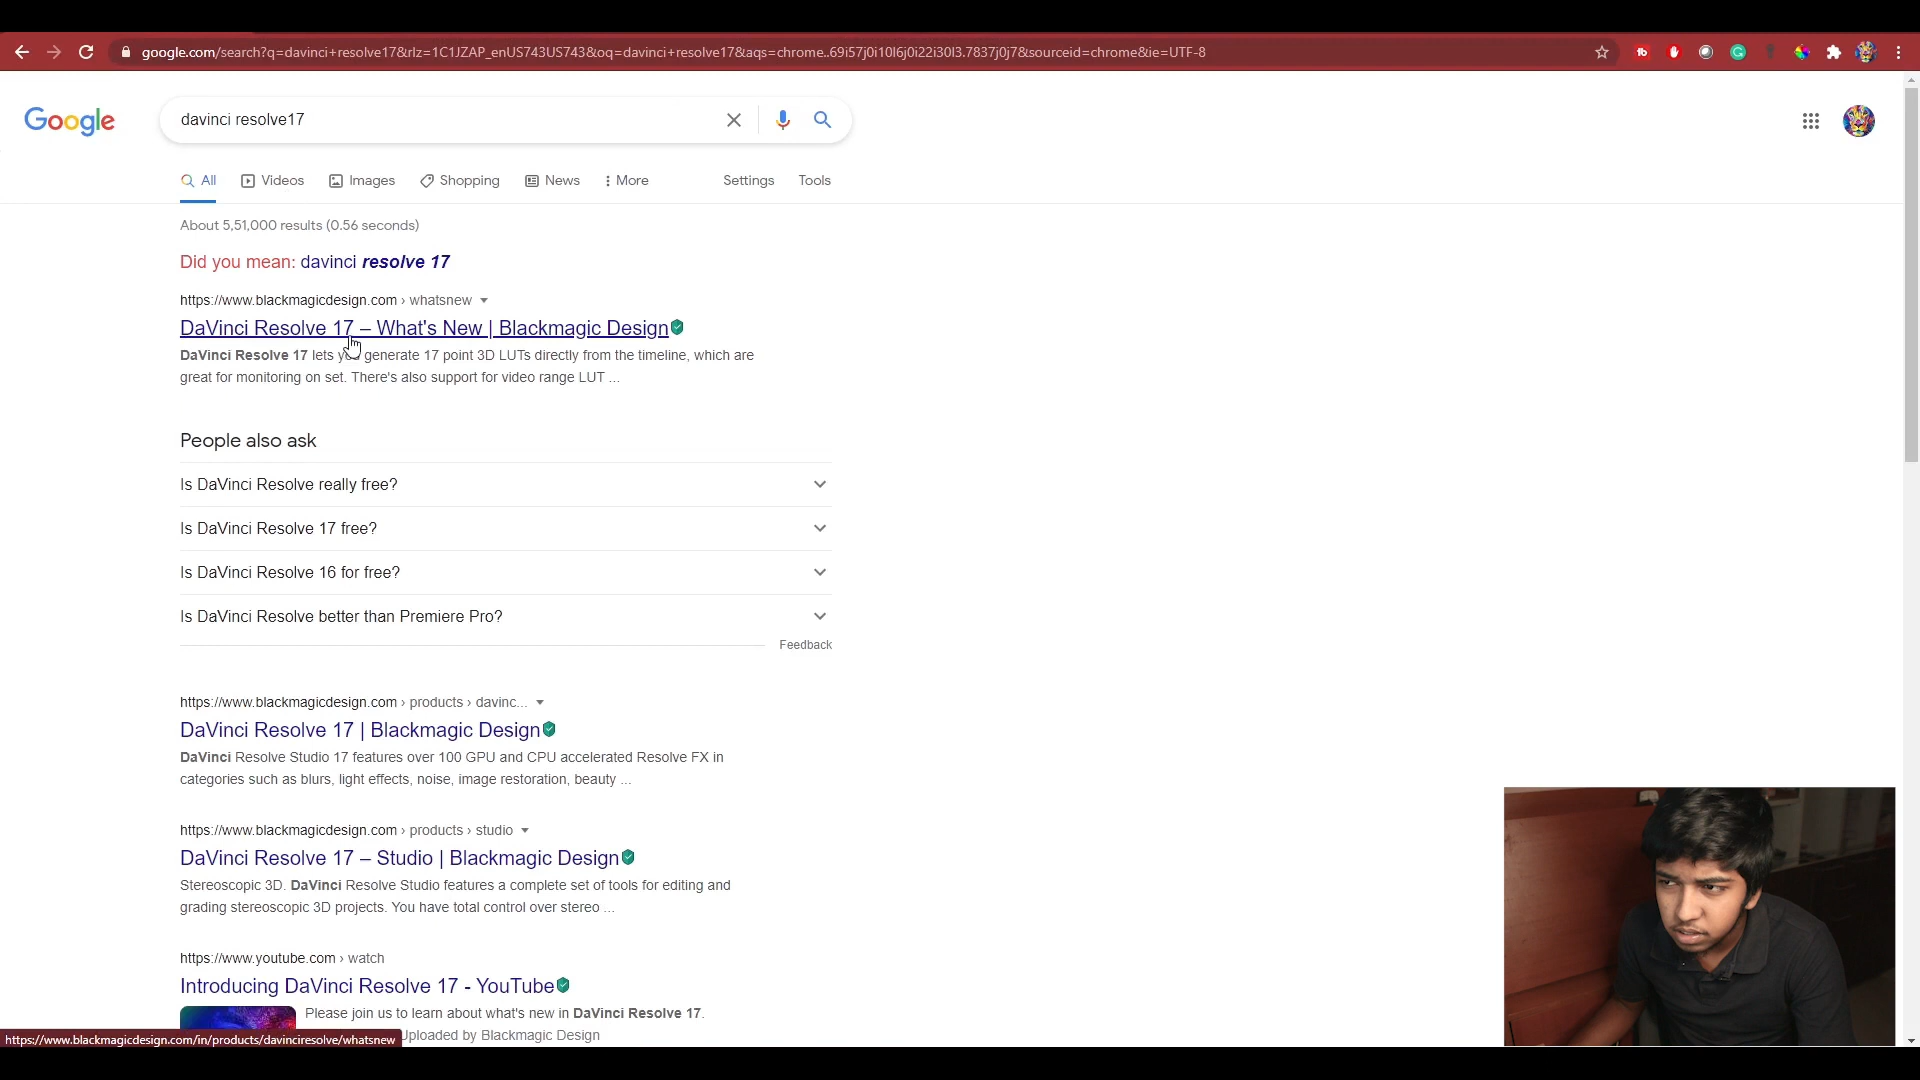 google.com/search?q=davinci+resolve17&rlz=1C1JZAP_enUS743US743&oq=davinci+resolve17&aqs=chrome..69i57j0i10l6j0i22i30l3.7837j0j7&sourceid=chrome&ie=UTF-8
Google
davinci resolve17
All Videos Images Shopping News More Settings Tools
About 5,51,000 results (0.56 seconds)
Did you mean: davinci resolve 17
https://www.blackmagicdesign.com › whatsnew
DaVinci Resolve 17 – What's New | Blackmagic Design
DaVinci Resolve 17 lets you generate 17 point 3D LUTs directly from the timeline, which are
great for monitoring on set. There's also support for video range LUT ...
People also ask
Is DaVinci Resolve really free?
Is DaVinci Resolve 17 free?
Is DaVinci Resolve 16 for free?
Is DaVinci Resolve better than Premiere Pro?
Feedback
https://www.blackmagicdesign.com › products › davinc...
DaVinci Resolve 17 | Blackmagic Design
DaVinci Resolve Studio 17 features over 100 GPU and CPU accelerated Resolve FX in
categories such as blurs, light effects, noise, image restoration, beauty ...
https://www.blackmagicdesign.com › products › studio
DaVinci Resolve 17 – Studio | Blackmagic Design
Stereoscopic 3D. DaVinci Resolve Studio features a complete set of tools for editing and
grading stereoscopic 3D projects. You have total control over stereo ...
https://www.youtube.com › watch
Introducing DaVinci Resolve 17 - YouTube
Please join us to learn about what's new in DaVinci Resolve 17.
Uploaded by Blackmagic Design
https://www.blackmagicdesign.com/in/products/davinciresolve/whatsnew